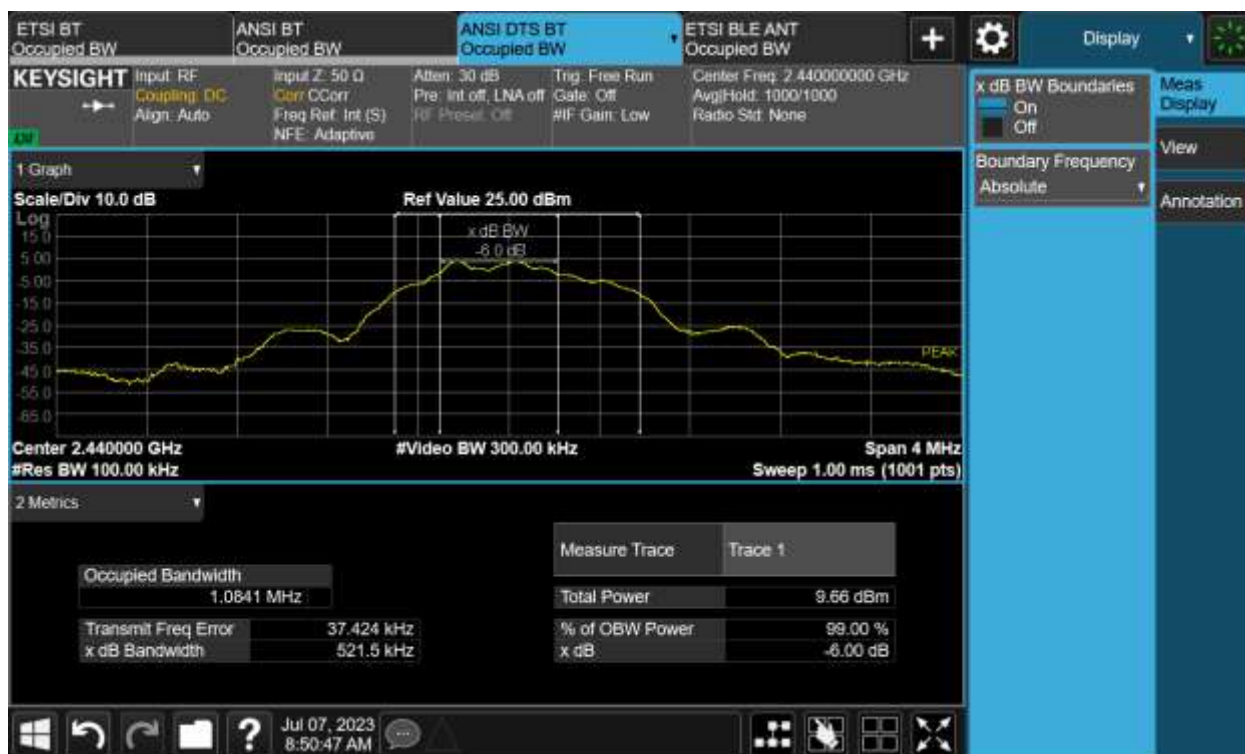 ETSI BT
Occupied BW
ANSI BT
Occupied BW
ANSI DTS BT
Occupied BW
ETSI BLE ANT
Occupied BW
Display
KEYSIGHT
Input: RF
Coupling: DC
Align: Auto
Input Z: 50 Ω
Corr CCorr
Freq Ref: Int (S)
NFE: Adaptive
Atten: 30 dB
Pre: Int off, LNA off
RF Presel: Off
Trig: Free Run
Gate: Off
#IF Gain: Low
Center Freq: 2.440000000 GHz
Avg|Hold: 1000/1000
Radio Std: None
x dB BW Boundaries
On
Off
Boundary Frequency
Absolute
Meas
Display
View
Annotation
1 Graph
Scale/Div 10.0 dB
Ref Value 25.00 dBm
Log
15.0
5.00
-5.00
-15.0
-25.0
-35.0
-45.0
-55.0
-65.0
x dB BW
-6.0 dB
PEAK
Center 2.440000 GHz
#Video BW 300.00 kHz
Span 4 MHz
#Res BW 100.00 kHz
Sweep 1.00 ms (1001 pts)
2 Metrics
Measure Trace
Trace 1
Occupied Bandwidth
1.0841 MHz
Total Power
9.66 dBm
Transmit Freq Error
37.424 kHz
% of OBW Power
99.00 %
x dB Bandwidth
521.5 kHz
x dB
-6.00 dB
Jul 07, 2023
8:50:47 AM